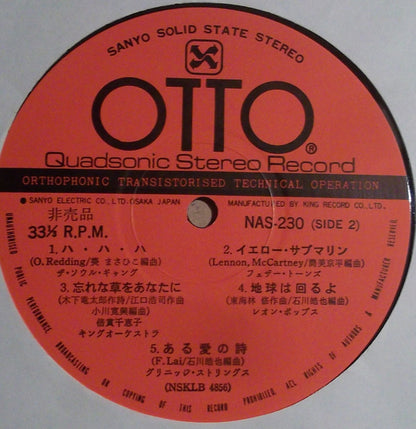 SANYO SOLID STATE STEREO
OTTO®
Quadsonic Stereo Record
ORTHOPHONIC TRANSISTORISED TECHNICAL OPERATION
● SANYO ELECTRIC CO.,LTD.OSAKA JAPAN
MANUFACTURED BY KING RECORD CO.,LTD.
非売品
33⅓ R.P.M.
NAS-230 (SIDE 2)
1.ハ・ハ・ハ
(O. Redding/英 まさひこ編曲)
ザ・ソウル・ギャング
2.イエロー・サブマリン
(Lennon, McCartney/筒美京平編曲)
フェザー・トーンズ
3.忘れな草をあなたに
(木下竜太郎作詩/江口浩司作曲
小川寛興編曲)
倍賞千恵子
キングオーケストラ
4.地球は回るよ
(東海林 修作曲/石川皓也編曲)
レオン・ポップス
5.ある愛の詩
(F. Lai/石川皓也編曲)
グリニッジ・ストリングス
(NSKLB 4856)
UNAUTHORISED PUBLIC PERFORMANCE, BROADCASTING OR COPYING OF THIS RECORD PROHIBITED. ALL RIGHTS OF AUTHORS & MANUFACTURER RESERVED.